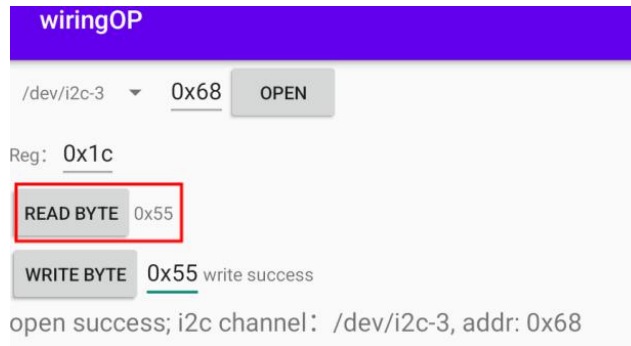 wiringOP
/dev/i2c-3 0x68 OPEN
Reg: 0x1c
READ BYTE 0x55
WRITE BYTE 0x55 write success
open success; i2c channel: /dev/i2c-3, addr: 0x68